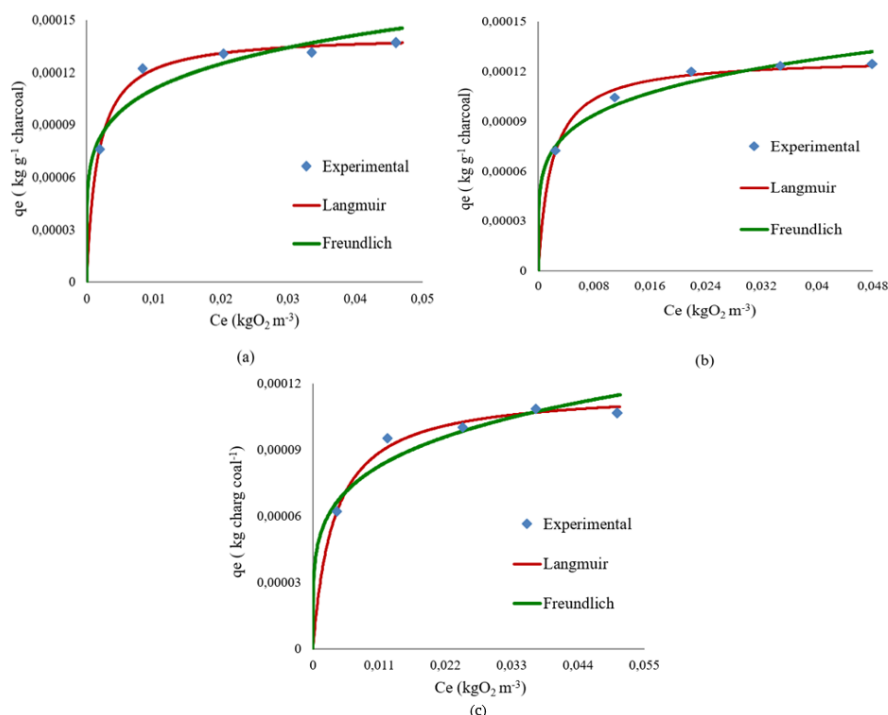 0,00015
0,00012
0,00009
0,00006
0,00003
0
qe ( kg g⁻¹ charcoal)
Experimental
Langmuir
Freundlich
0 0,01 0,02 0,03 0,04 0,05
Ce (kgO₂ m⁻³)
(a)
0,00015
0,00012
0,00009
0,00006
0,00003
0
qe ( kg g⁻¹ charcoal)
Experimental
Langmuir
Freundlich
0 0,008 0,016 0,024 0,032 0,04 0,048
Ce (kgO₂ m⁻³)
(b)
0,00012
0,00009
0,00006
0,00003
0
qe ( kg charg coal⁻¹)
Experimental
Langmuir
Freundlich
0 0,011 0,022 0,033 0,044 0,055
Ce (kgO₂ m⁻³)
(c)